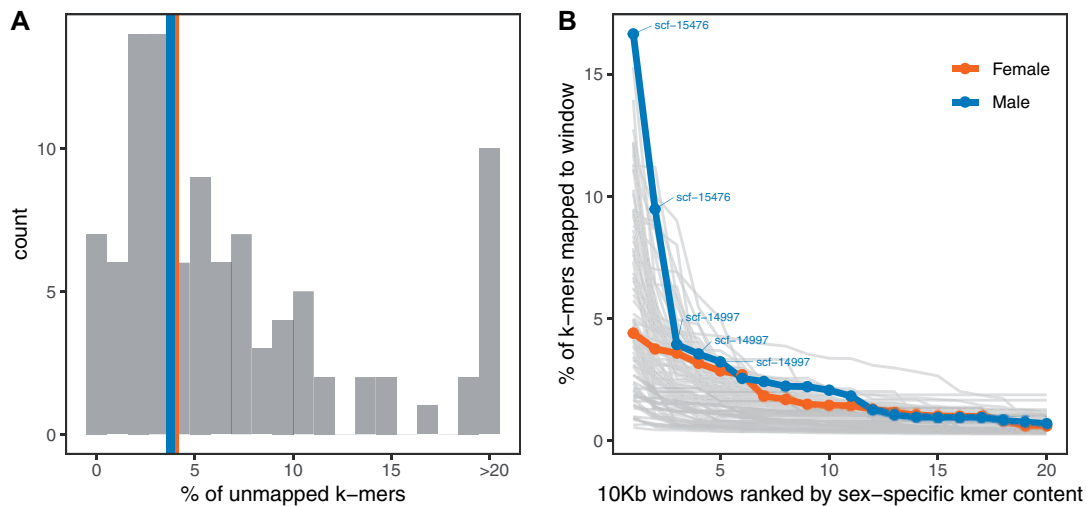 A
count
10
5
0
0
5
10
15
>20
% of unmapped k−mers
B
% of k−mers mapped to window
15
10
5
0
scf−15476
scf−15476
scf−14997
scf−14997
scf−14997
Female
Male
5
10
15
20
10Kb windows ranked by sex−specific kmer content